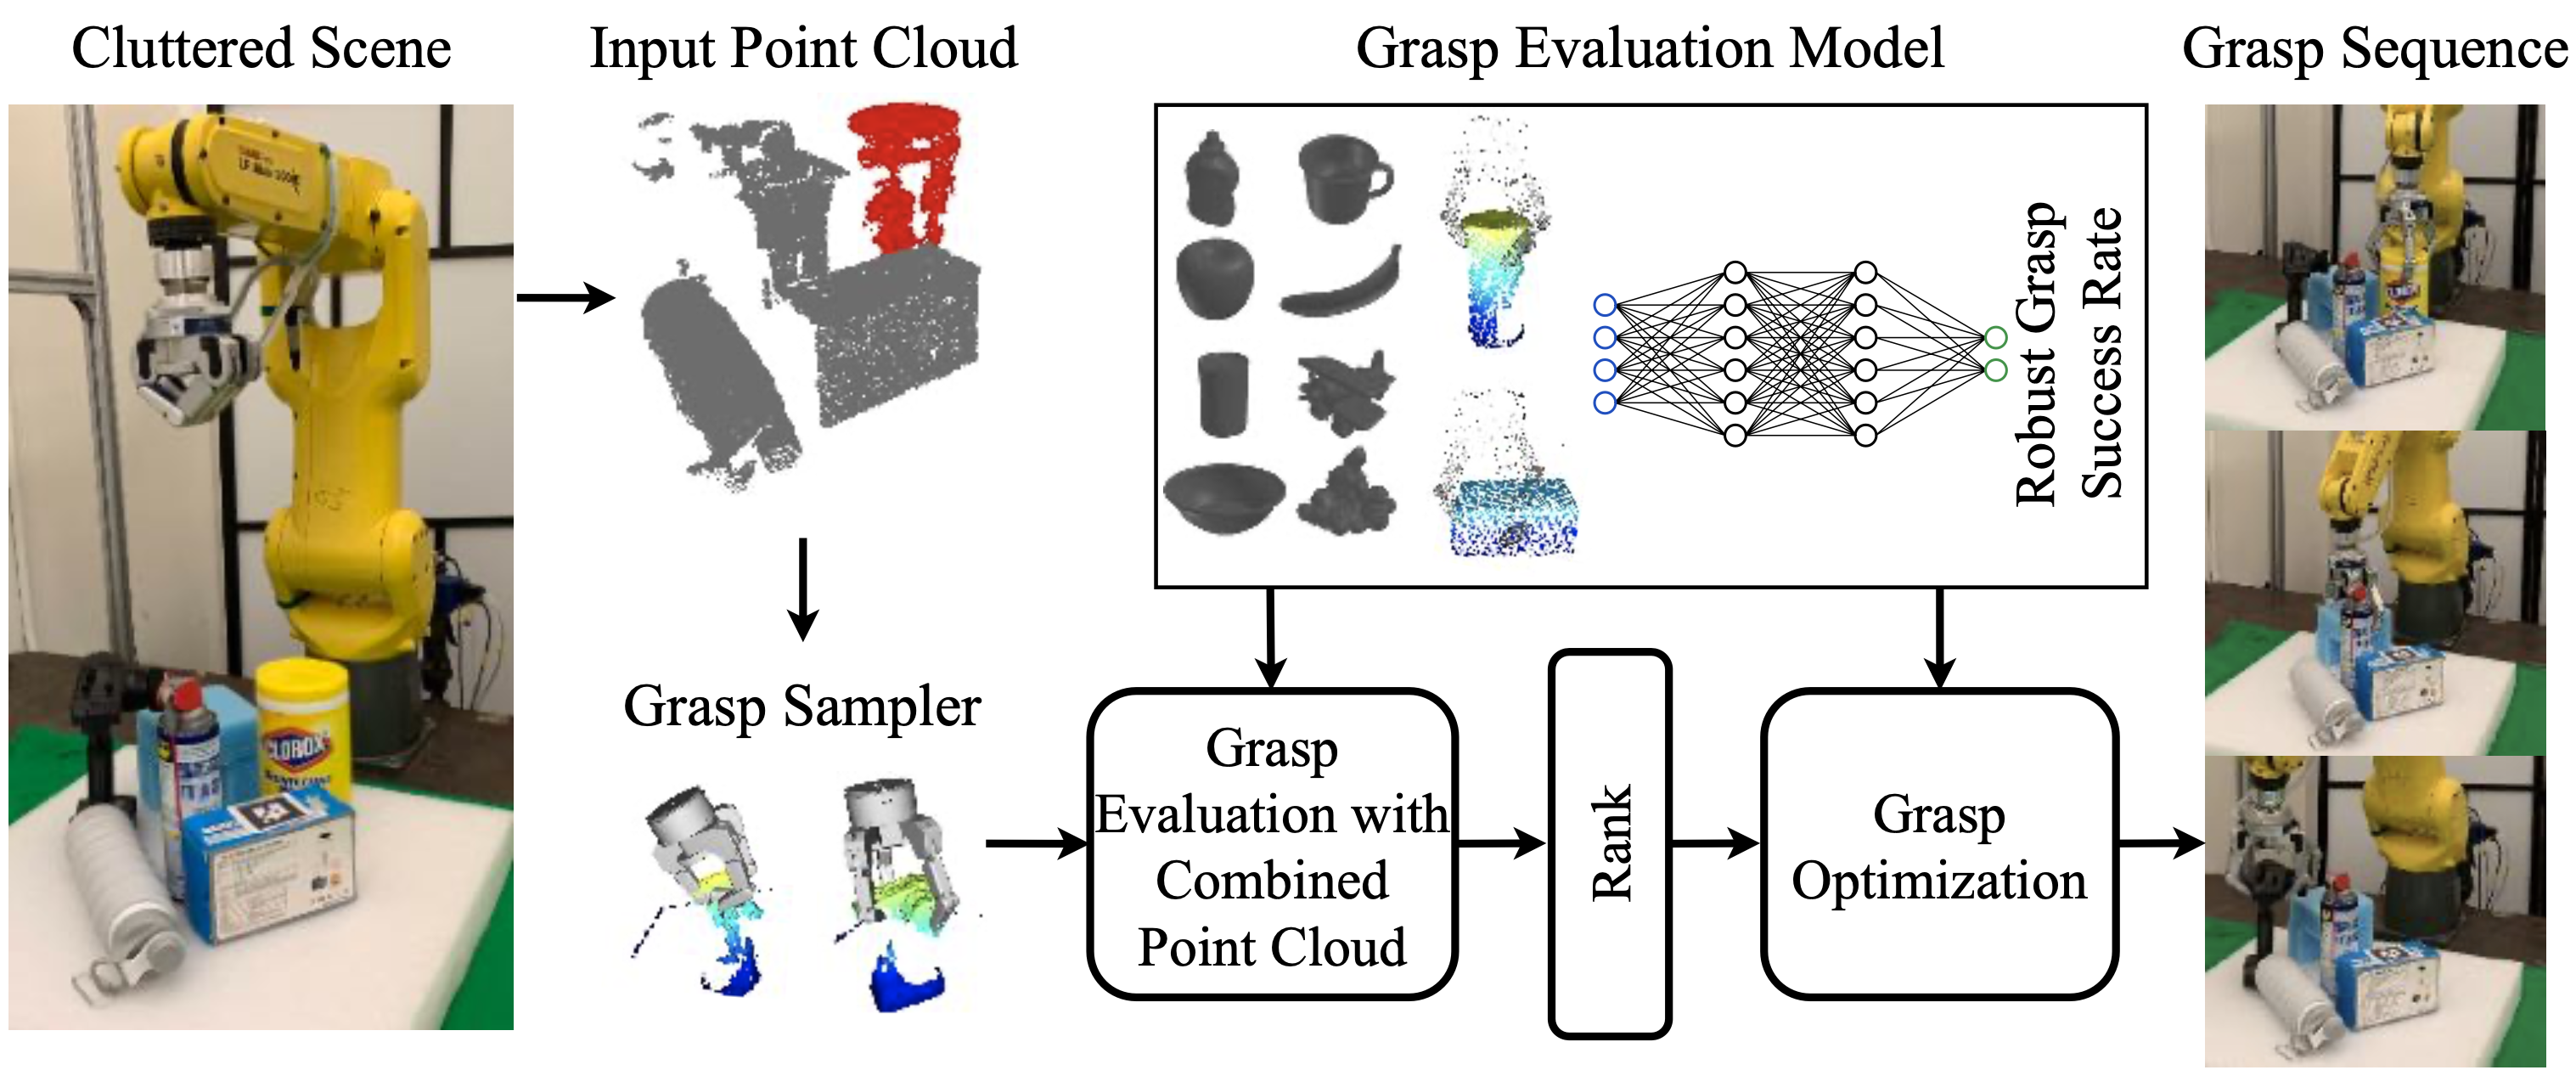 Cluttered Scene
Input Point Cloud
Grasp Evaluation Model
Grasp Sequence
Robust Grasp
Success Rate
Grasp Sampler
Grasp
Evaluation with
Combined
Point Cloud
Rank
Grasp
Optimization
CLOROX